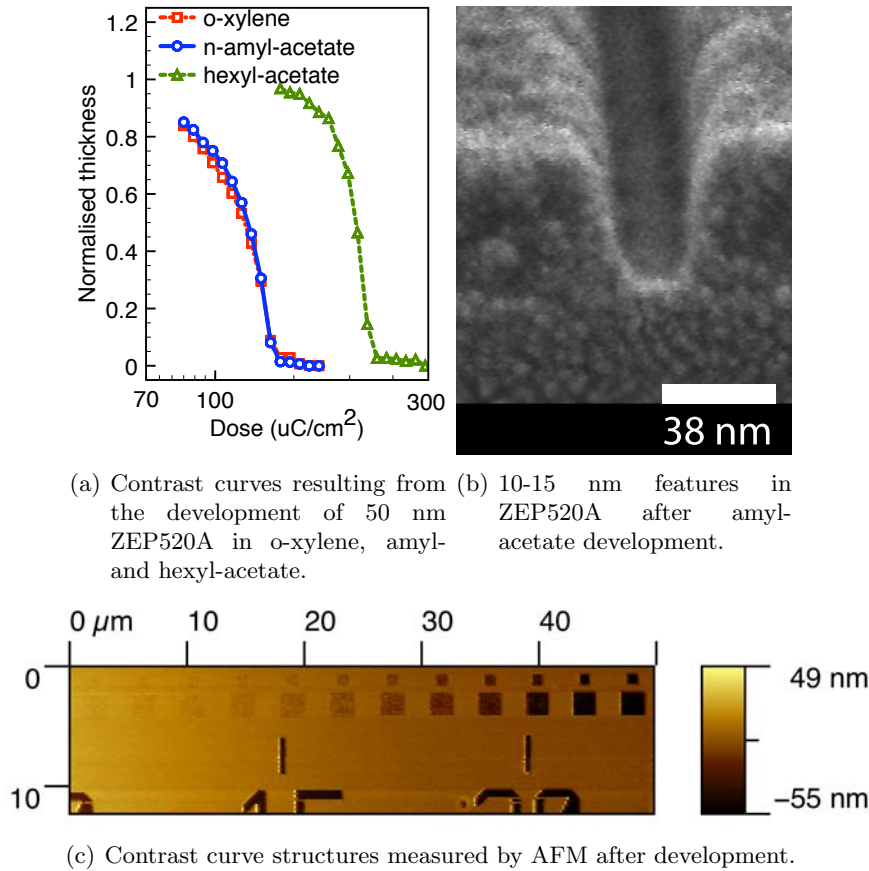 1.2
1
0.8
0.6
0.4
0.2
0
Normalised thickness
o-xylene
n-amyl-acetate
hexyl-acetate
70 100 300
Dose (uC/cm2)
38 nm
(a) Contrast curves resulting from
the development of 50 nm
ZEP520A in o-xylene, amyl-
and hexyl-acetate.
(b) 10-15 nm features in
ZEP520A after amyl-
acetate development.
0 µm 10 20 30 40
0
10
15
49 nm
−55 nm
(c) Contrast curve structures measured by AFM after development.